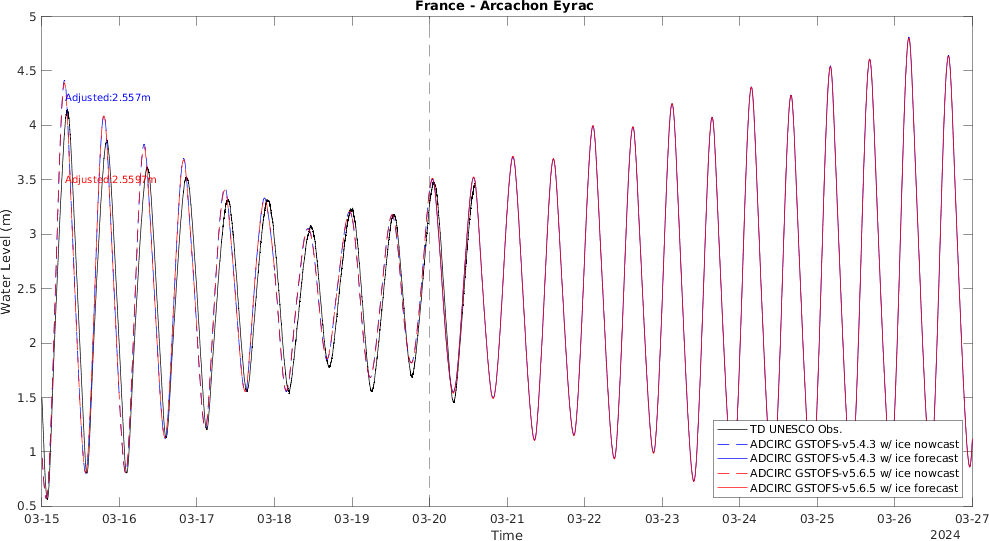 France - Arcachon Eyrac
5
4.5
4
3.5
3
2.5
2
1.5
1
0.5
Water Level (m)
Adjusted:2.557m
Adjusted:2.5597m
TD UNESCO Obs.
ADCIRC GSTOFS-v5.4.3 w/ ice nowcast
ADCIRC GSTOFS-v5.4.3 w/ ice forecast
ADCIRC GSTOFS-v5.6.5 w/ ice nowcast
ADCIRC GSTOFS-v5.6.5 w/ ice forecast
03-15 03-16 03-17 03-18 03-19 03-20 03-21 03-22 03-23 03-24 03-25 03-26 03-27
Time
2024